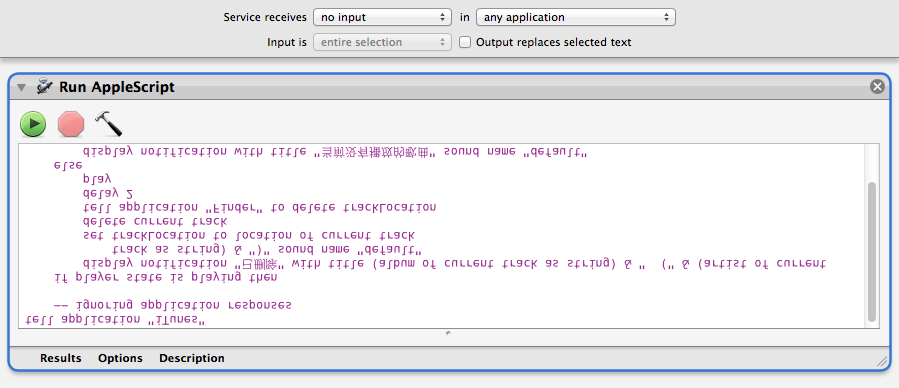 Service receives no input in any application
Input is entire selection Output replaces selected text
Run AppleScript
tell application "iTunes"
-- ignoring application responses
if player state is playing then
display notification "已删除" with title (album of current track as string) & "  (" & (artist of current
track as string) & ")" sound name "default"
set trackLocation to location of current track
delete current track
tell application "Finder" to delete trackLocation
delay 2
play
else
display notification with title "当前没有播放的歌曲" sound name "default"
Results Options Description